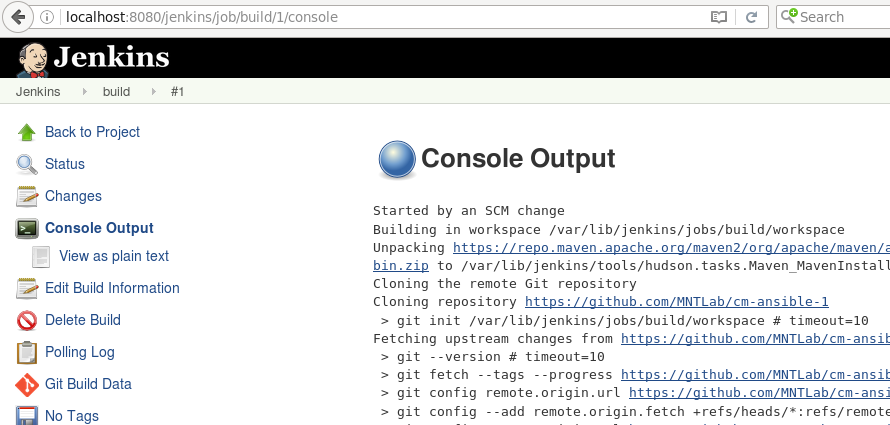 localhost:8080/jenkins/job/build/1/console
Search
Jenkins
Jenkins build #1
Back to Project
Status
Changes
Console Output
View as plain text
Edit Build Information
Delete Build
Polling Log
Git Build Data
No Tags
Console Output
Started by an SCM change
Building in workspace /var/lib/jenkins/jobs/build/workspace
Unpacking https://repo.maven.apache.org/maven2/org/apache/maven/a
bin.zip to /var/lib/jenkins/tools/hudson.tasks.Maven_MavenInstall
Cloning the remote Git repository
Cloning repository https://github.com/MNTLab/cm-ansible-1
> git init /var/lib/jenkins/jobs/build/workspace # timeout=10
Fetching upstream changes from https://github.com/MNTLab/cm-ansib
> git --version # timeout=10
> git fetch --tags --progress https://github.com/MNTLab/cm-ansib
> git config remote.origin.url https://github.com/MNTLab/cm-ansi
> git config --add remote.origin.fetch +refs/heads/*:refs/remote